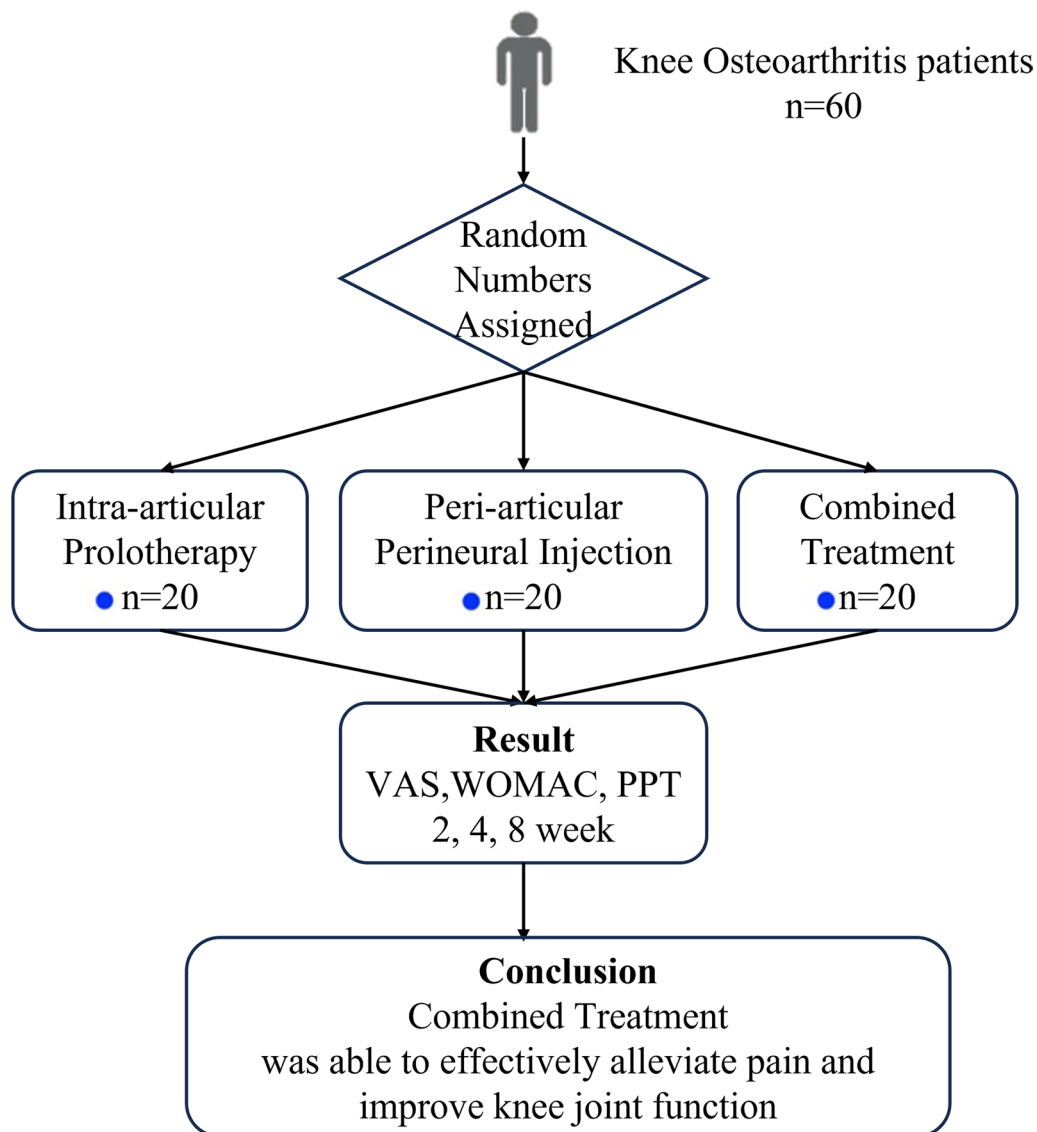 Knee Osteoarthritis patients
n=60
Random
Numbers
Assigned
Intra-articular
Prolotherapy
n=20
Peri-articular
Perineural Injection
n=20
Combined
Treatment
n=20
Result
VAS,WOMAC, PPT
2, 4, 8 week
Conclusion
Combined Treatment
was able to effectively alleviate pain and
improve knee joint function